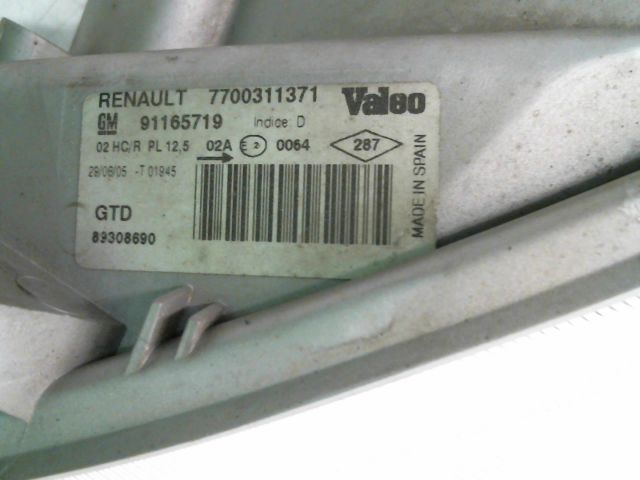 RENAULT 7700311371 Valeo
GM 91165719 Indice: D
02 HC/R PL 12,5 02A E2 0064 287
29/06/05 -T 01945
GTD
89308690
MADE IN SPAIN